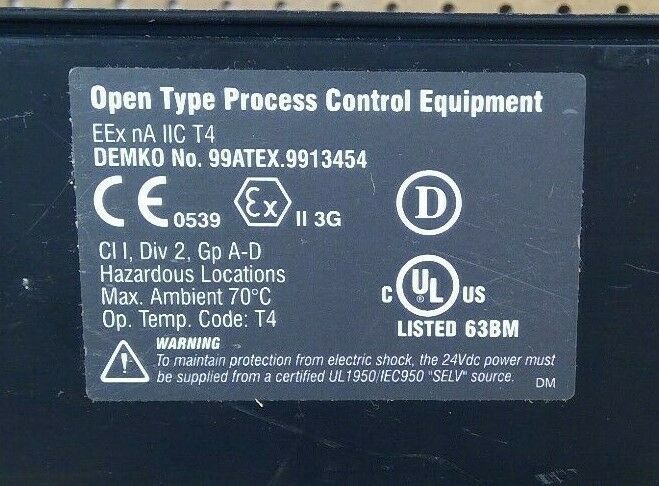 Open Type Process Control Equipment
EEx nA IIC T4
DEMKO No. 99ATEX.9913454
CE 0539 Ex II 3G D
Cl I, Div 2, Gp A-D
Hazardous Locations
Max. Ambient 70°C
Op. Temp. Code: T4
C UL US
LISTED 63BM
WARNING
To maintain protection from electric shock, the 24Vdc power must
be supplied from a certified UL1950/IEC950 "SELV" source.
DM